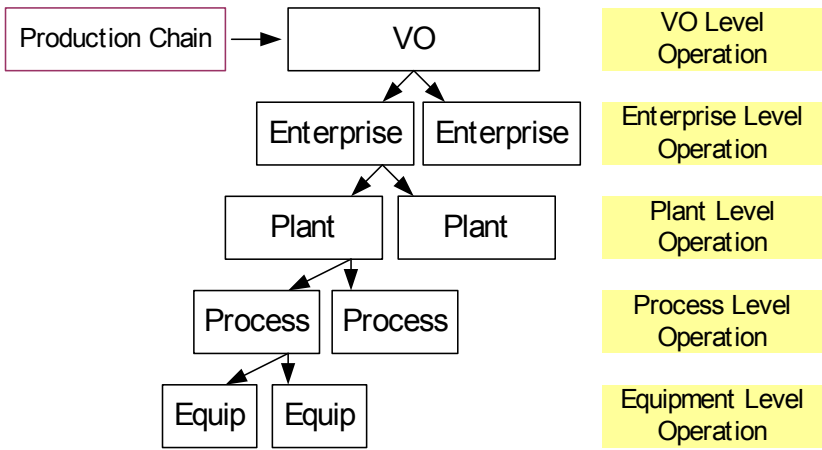 Production Chain
VO
VO Level
Operation
Enterprise
Enterprise
Enterprise Level
Operation
Plant
Plant
Plant Level
Operation
Process
Process
Process Level
Operation
Equip
Equip
Equipment Level
Operation